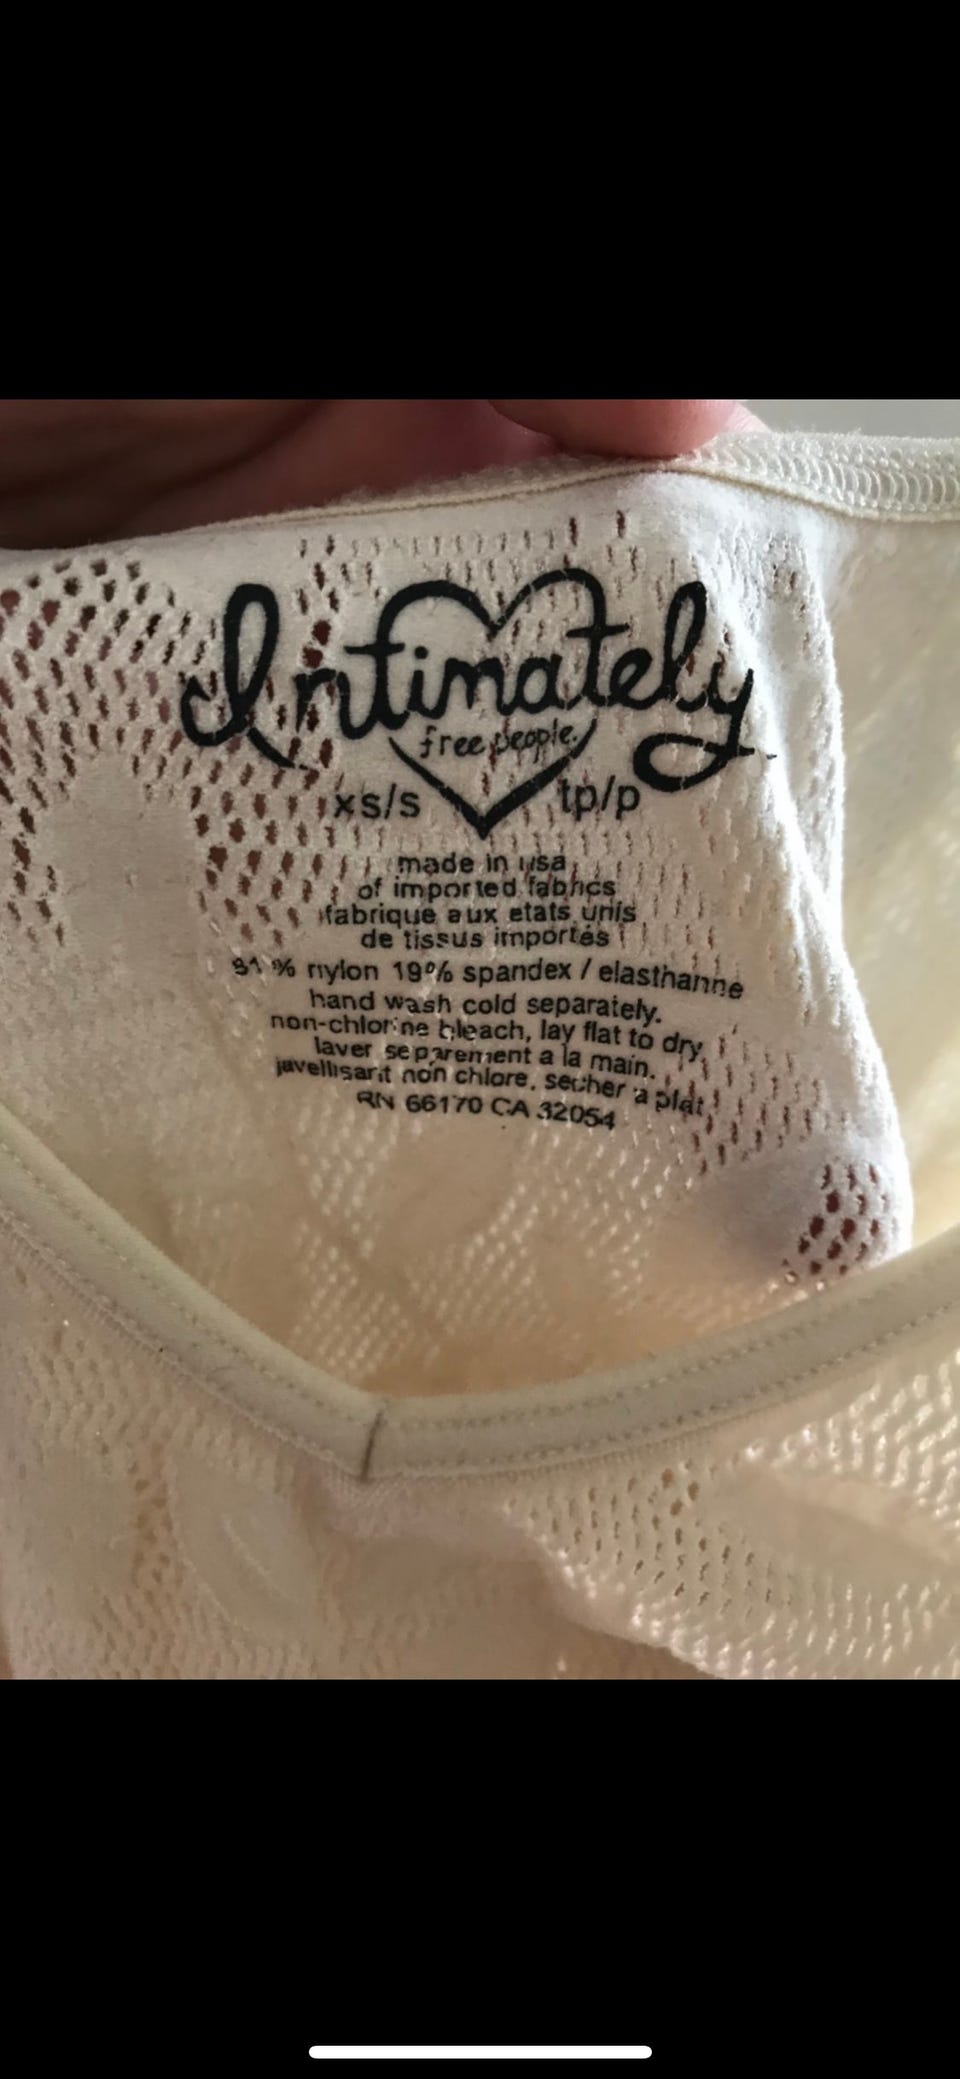 Intimately
free people.
xs/s tp/p
made in usa
of imported fabrics
fabrique aux etats unis
de tissus importés
81 % nylon 19% spandex / elasthanne
hand wash cold separately.
non-chlorine bleach, lay flat to dry
laver separement a la main.
javellisant non chlore, secher a plat
RN 66170 CA 32054